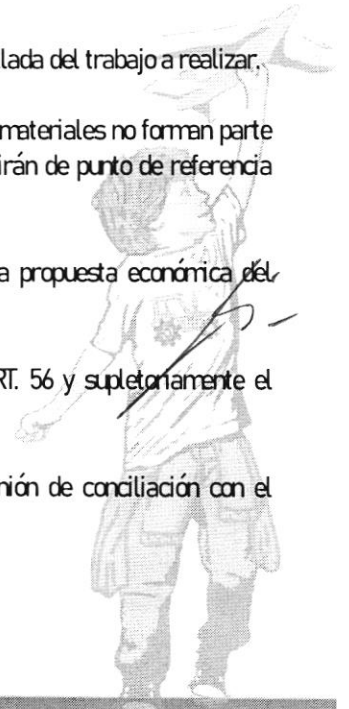 llada del trabajo a realizar.
materiales no forman parte
irán de punto de referencia
a propuesta económica del
RT. 56 y supletoriamente el
nión de conciliación con el